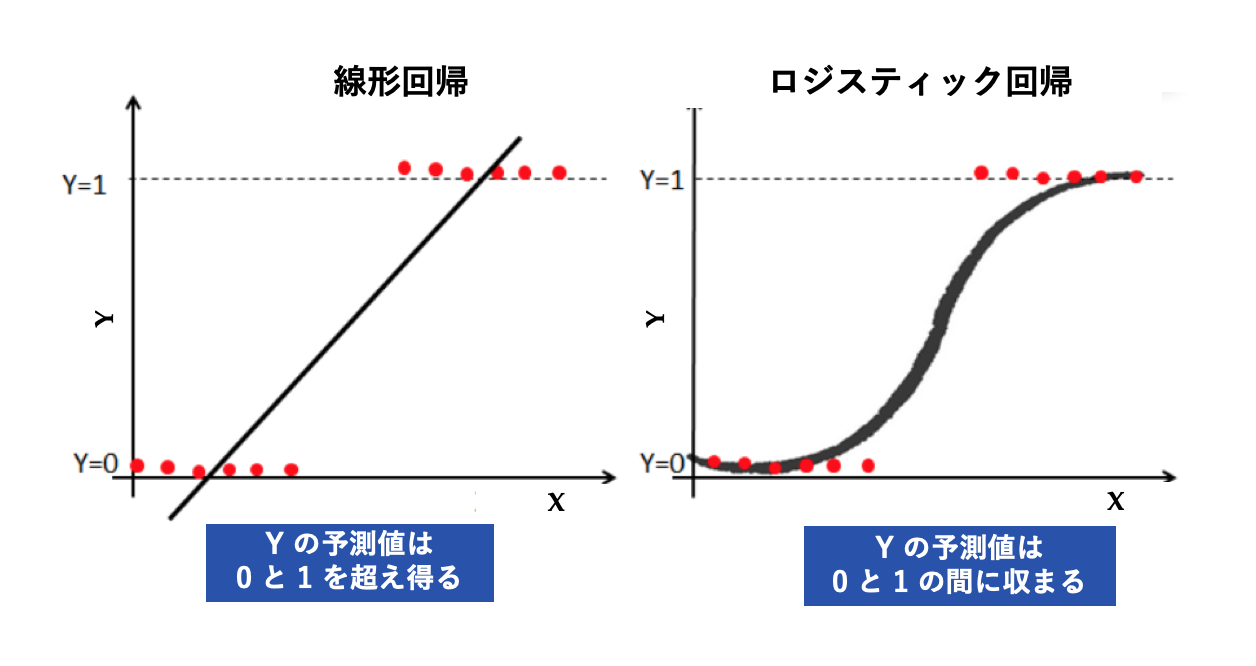 線形回帰
Y=1
Y
Y=0
X
Y の予測値は
0 と 1 を超え得る
ロジスティック回帰
Y=1
Y
Y=0
X
Y の予測値は
0 と 1 の間に収まる